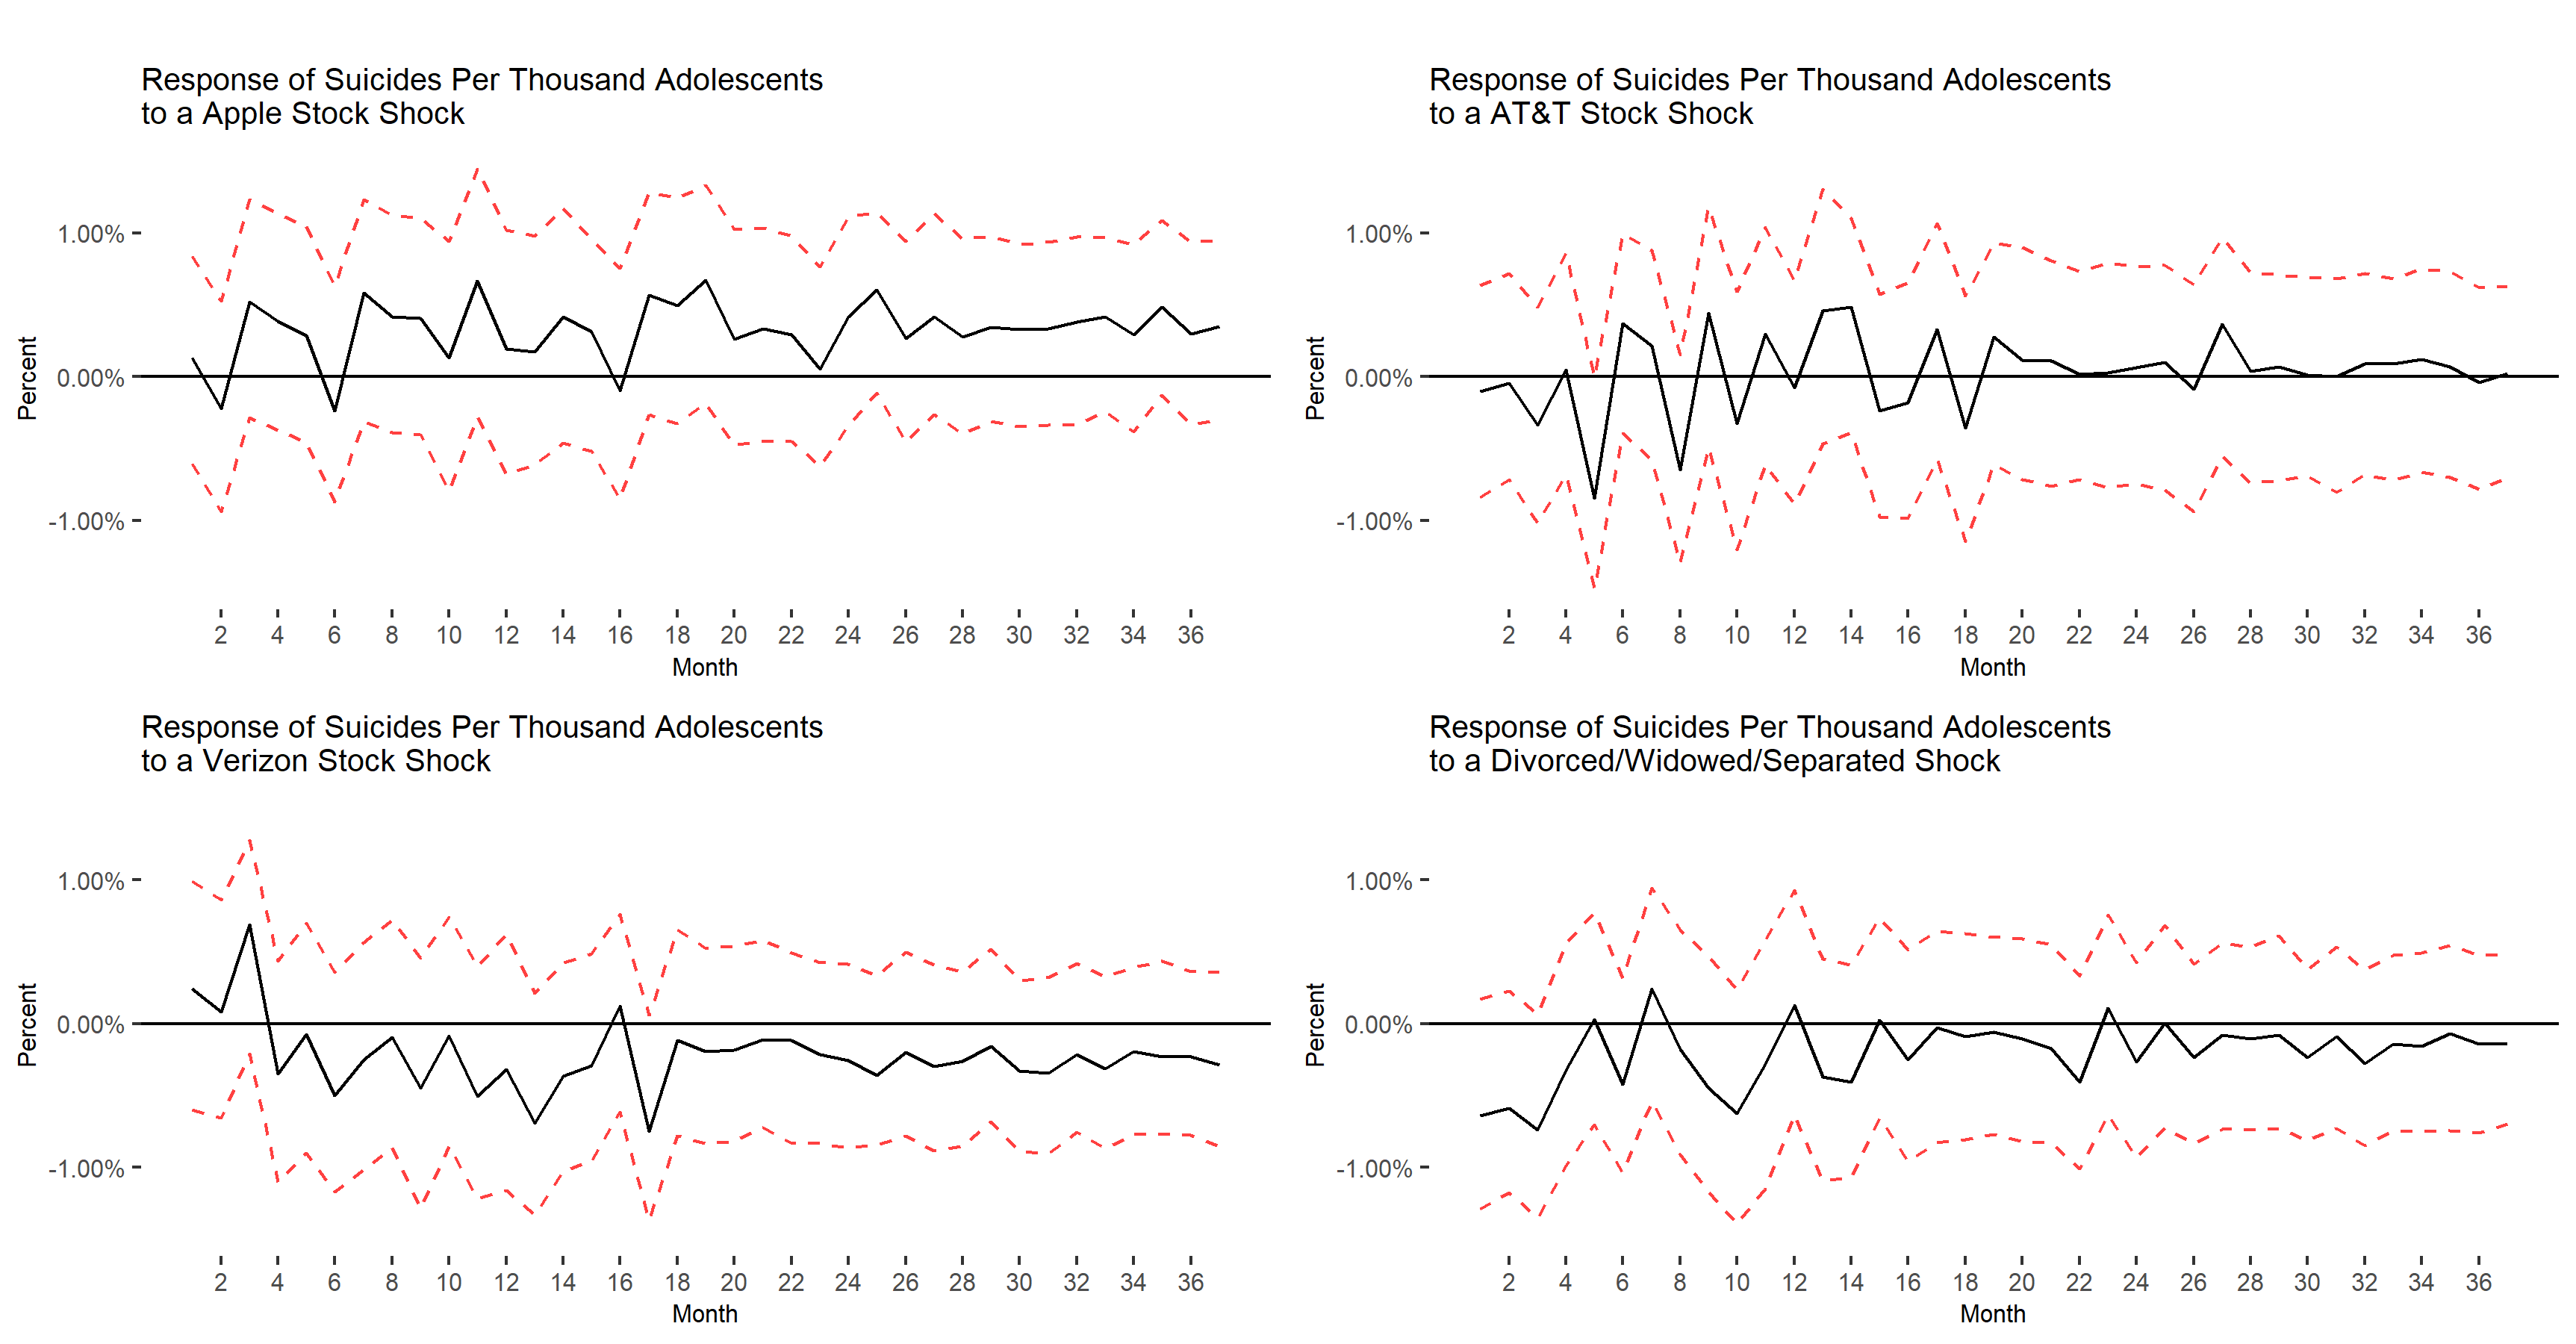 Response of Suicides Per Thousand Adolescents
to a Apple Stock Shock
Percent
1.00%
0.00%
-1.00%
2 4 6 8 10 12 14 16 18 20 22 24 26 28 30 32 34 36
Month
Response of Suicides Per Thousand Adolescents
to a AT&T Stock Shock
Percent
1.00%
0.00%
-1.00%
2 4 6 8 10 12 14 16 18 20 22 24 26 28 30 32 34 36
Month
Response of Suicides Per Thousand Adolescents
to a Verizon Stock Shock
Percent
1.00%
0.00%
-1.00%
2 4 6 8 10 12 14 16 18 20 22 24 26 28 30 32 34 36
Month
Response of Suicides Per Thousand Adolescents
to a Divorced/Widowed/Separated Shock
Percent
1.00%
0.00%
-1.00%
2 4 6 8 10 12 14 16 18 20 22 24 26 28 30 32 34 36
Month